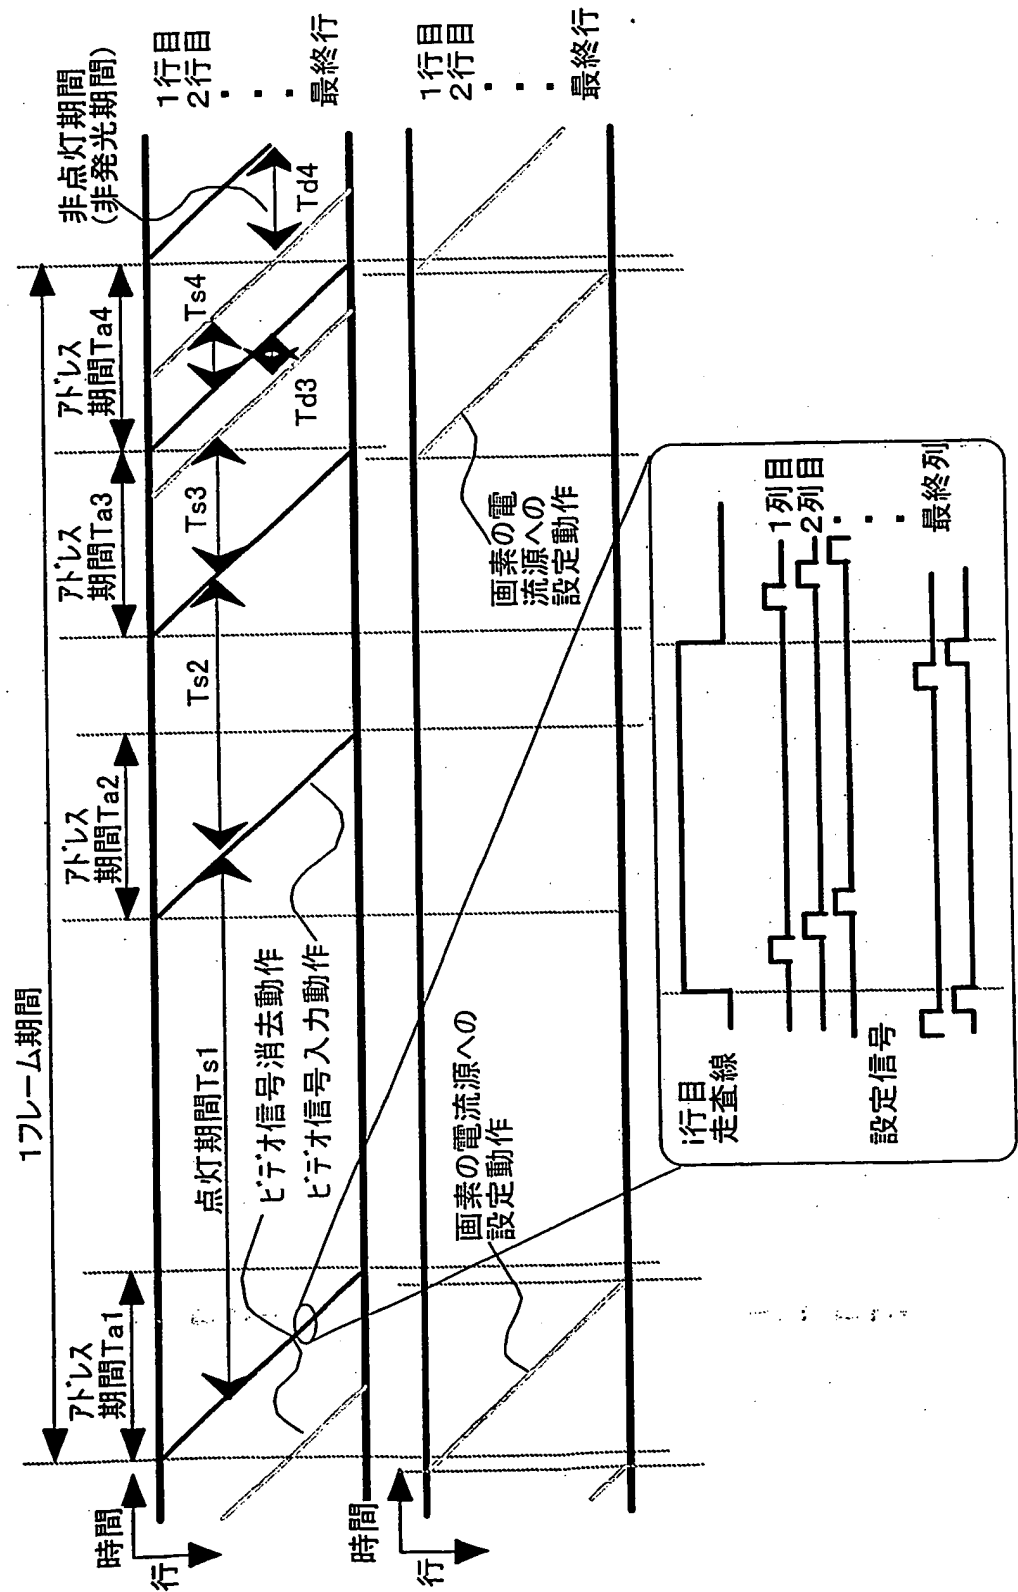 1フレーム期間
アドレス
期間Ta1
アドレス
期間Ta2
アドレス
期間Ta3
アドレス
期間Ta4
非点灯期間
(非発光期間)
時間
行
点灯期間Ts1
Ts2
Ts3
Ts4
Td3
Td4
1行目
2行目
・
・
・
最終行
ビデオ信号消去動作
ビデオ信号入力動作
時間
行
画素の電流源への
設定動作
画素の電
流源への
設定動作
1行目
2行目
・
・
・
最終行
i行目
走査線
設定信号
1列目
2列目
・
・
・
最終列